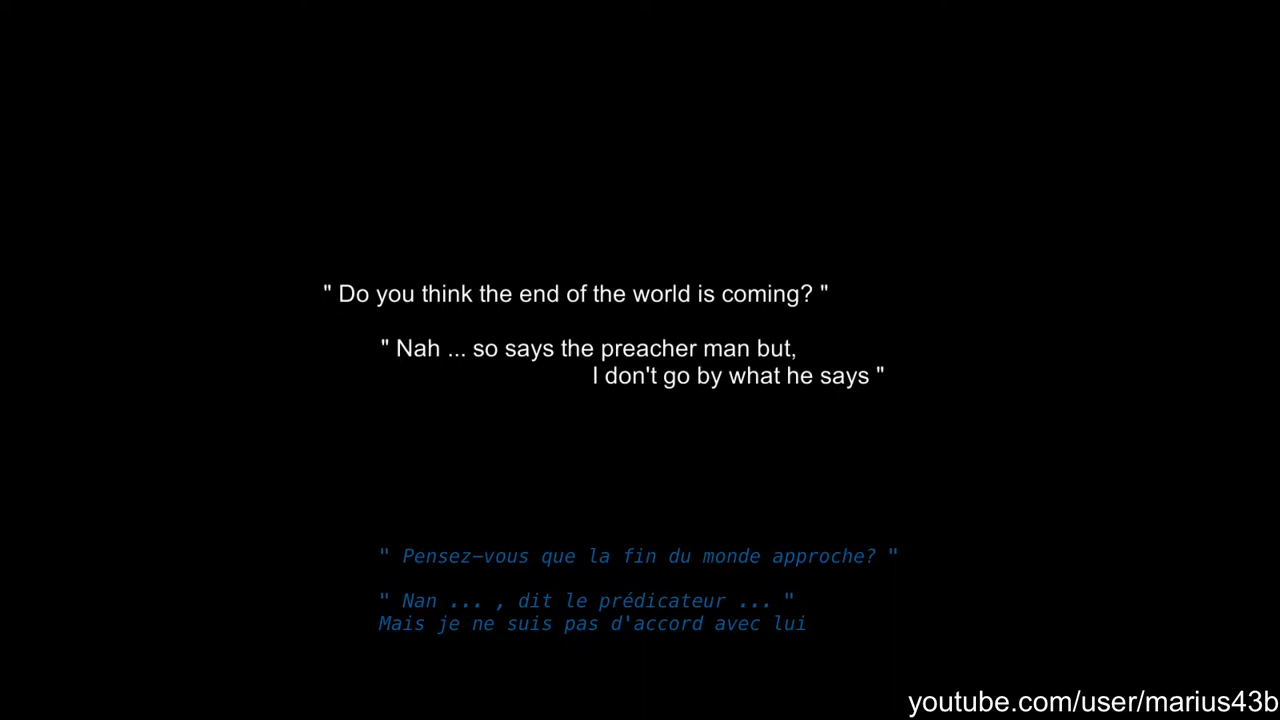 " Do you think the end of the world is coming? "
" Nah ... so says the preacher man but,
I don't go by what he says "
" Pensez-vous que la fin du monde approche? "
" Nan ... , dit le prédicateur ... "
Mais je ne suis pas d'accord avec lui
youtube.com/user/marius43b